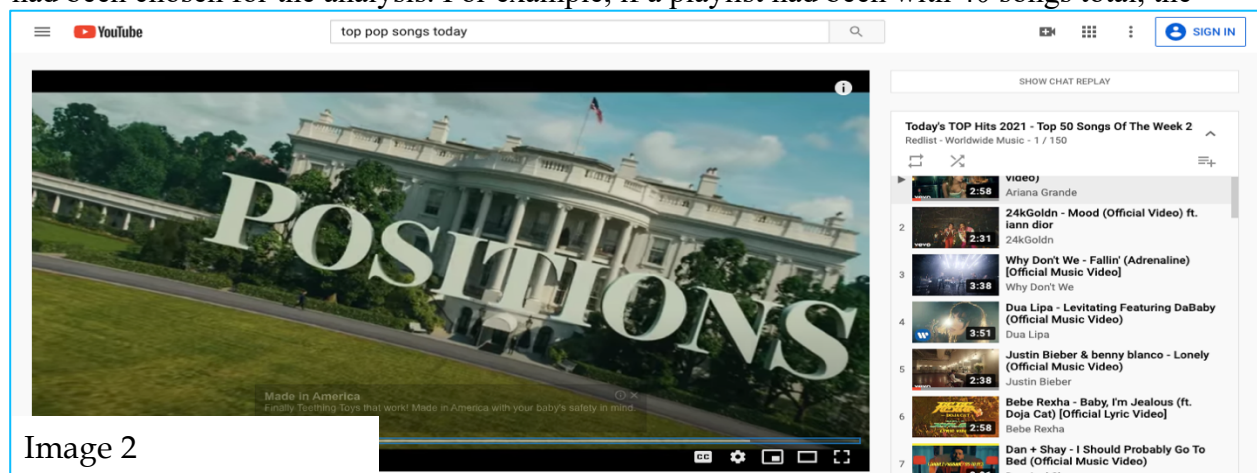 had been chosen for the analysis. For example, if a playlist had been with 40 songs total, the
YouTube
top pop songs today
SIGN IN
POSITIONS
Made in America
Finally Teething Toys that work! Made in America with your baby's safety in mind.
CC
Image 2
SHOW CHAT REPLAY
Today's TOP Hits 2021 - Top 50 Songs Of The Week 2
Redlist - Worldwide Music - 1 / 150
Video)
2:58
Ariana Grande
2
vevo
2:31
24kGoldn - Mood (Official Video) ft.
iann dior
24kGoldn
3
3:38
Why Don't We - Fallin' (Adrenaline)
[Official Music Video]
Why Don't We
4
3:51
Dua Lipa - Levitating Featuring DaBaby
(Official Music Video)
Dua Lipa
5
vevo
2:38
Justin Bieber & benny blanco - Lonely
(Official Music Video)
Justin Bieber
6
2:58
Bebe Rexha - Baby, I'm Jealous (ft.
Doja Cat) [Official Lyric Video]
Bebe Rexha
7
Dan + Shay - I Should Probably Go To
Bed (Official Music Video)